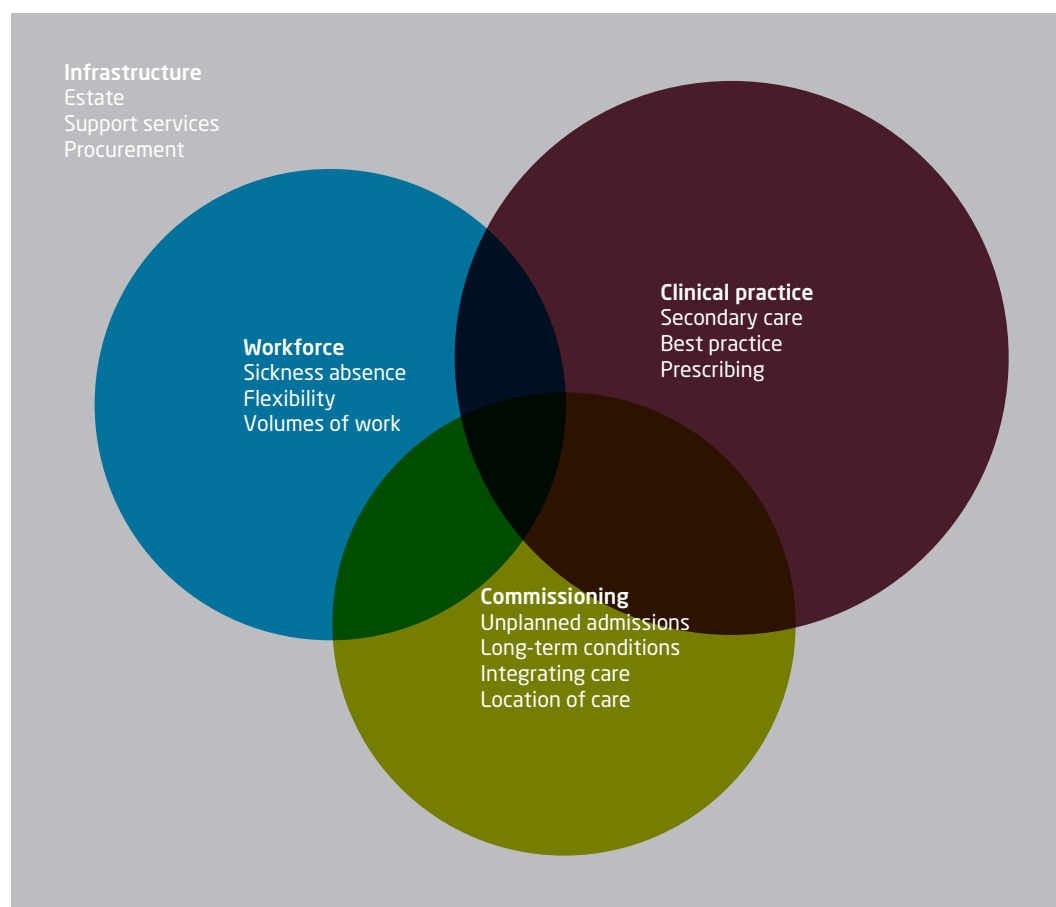 Infrastructure
Estate
Support services
Procurement
Clinical practice
Secondary care
Best practice
Prescribing
Workforce
Sickness absence
Flexibility
Volumes of work
Commissioning
Unplanned admissions
Long-term conditions
Integrating care
Location of care